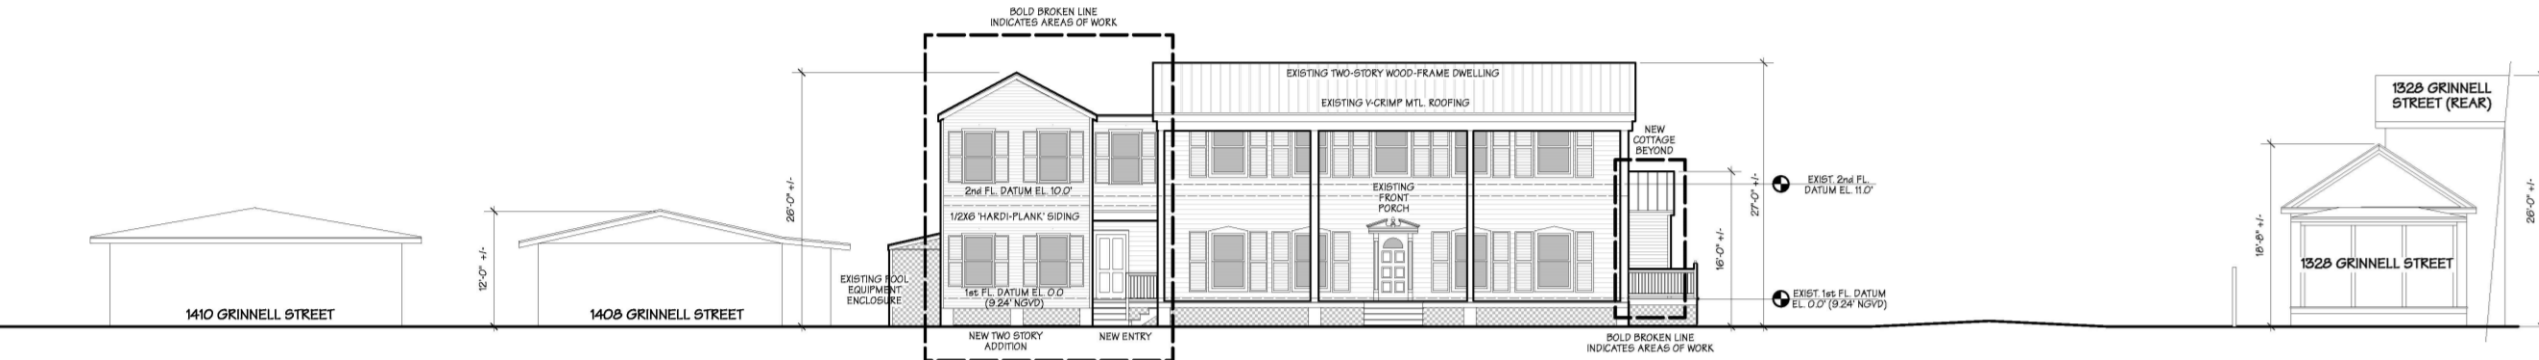 BOLD BROKEN LINE
INDICATES AREAS OF WORK
EXISTING TWO-STORY WOOD-FRAME DWELLING
EXISTING V-CRIMP MTL. ROOFING
1328 GRINNELL
STREET (REAR)
NEW
COTTAGE
BEYOND
26'-0" +/-
2nd FL. DATUM EL. 10.0'
EXISTING
FRONT
PORCH
27'-0" +/-
EXIST. 2nd FL.
DATUM EL. 11.0'
26'-0" +/-
1/2X6 'HARDI-PLANK' SIDING
12'-0" +/-
16'-0" +/-
18'-8" +/-
1328 GRINNELL STREET
EXISTING POOL
EQUIPMENT
ENCLOSURE
1st FL. DATUM EL. 0.0
(9.24' NGVD)
EXIST. 1st FL. DATUM
EL. 0.0' (9.24' NGVD)
1410 GRINNELL STREET
1408 GRINNELL STREET
NEW TWO STORY
ADDITION
NEW ENTRY
BOLD BROKEN LINE
INDICATES AREAS OF WORK